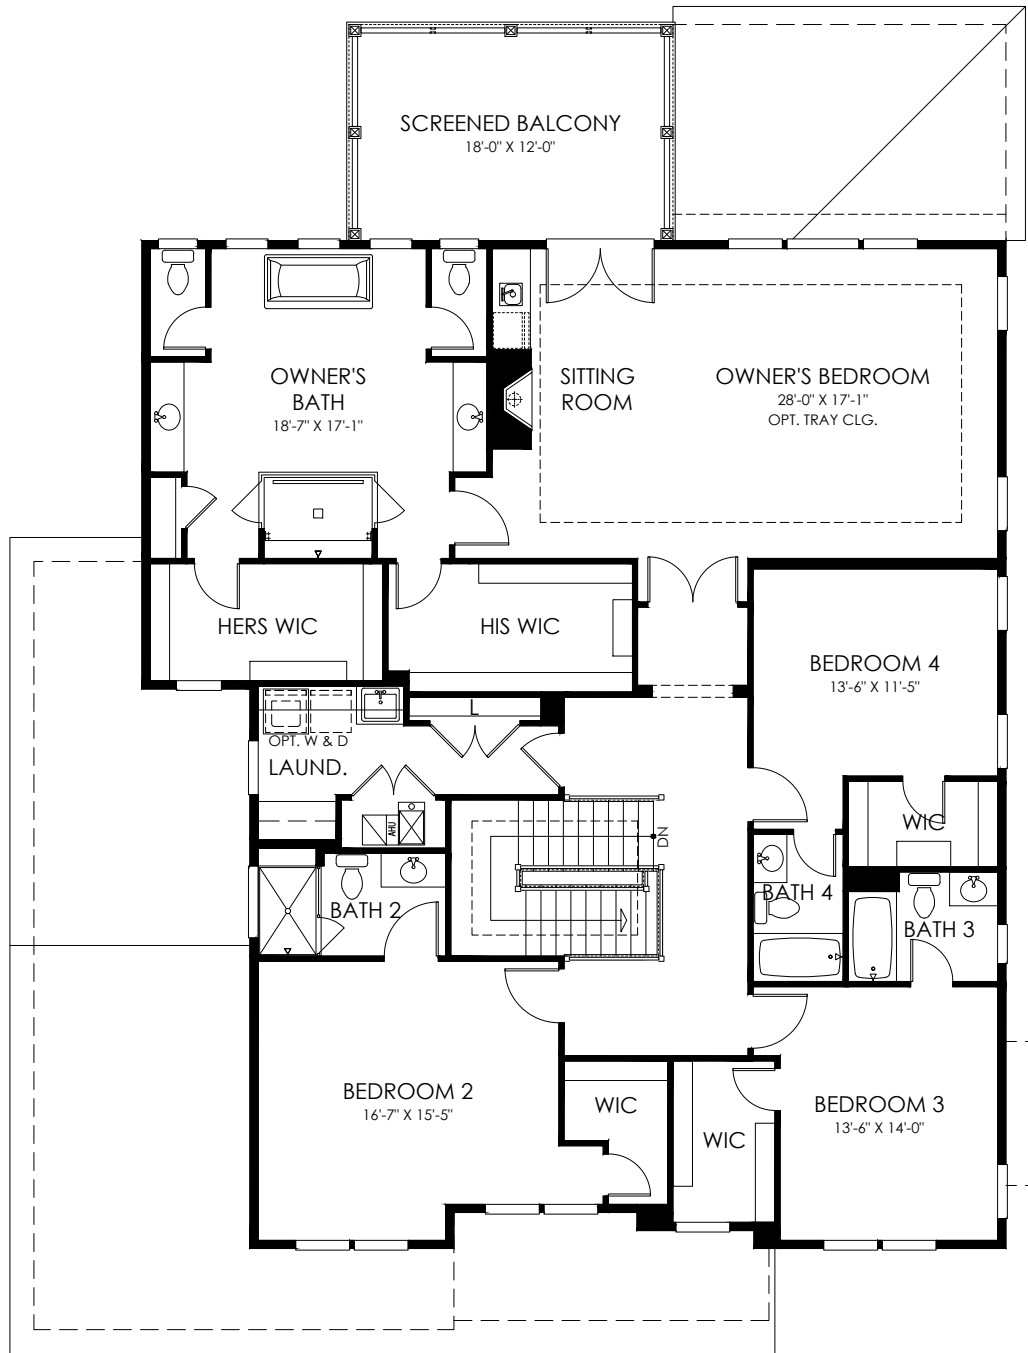 SCREENED BALCONY
18'-0" X 12'-0"
OWNER'S
BATH
18'-7" X 17'-1"
SITTING
ROOM
OWNER'S BEDROOM
28'-0" X 17'-1"
OPT. TRAY CLG.
HERS WIC
HIS WIC
BEDROOM 4
13'-6" X 11'-5"
L
OPT. W & D
LAUND.
AHU
DN
WIC
BATH 4
BATH 2
BATH 3
BEDROOM 2
16'-7" X 15'-5"
WIC
WIC
BEDROOM 3
13'-6" X 14'-0"